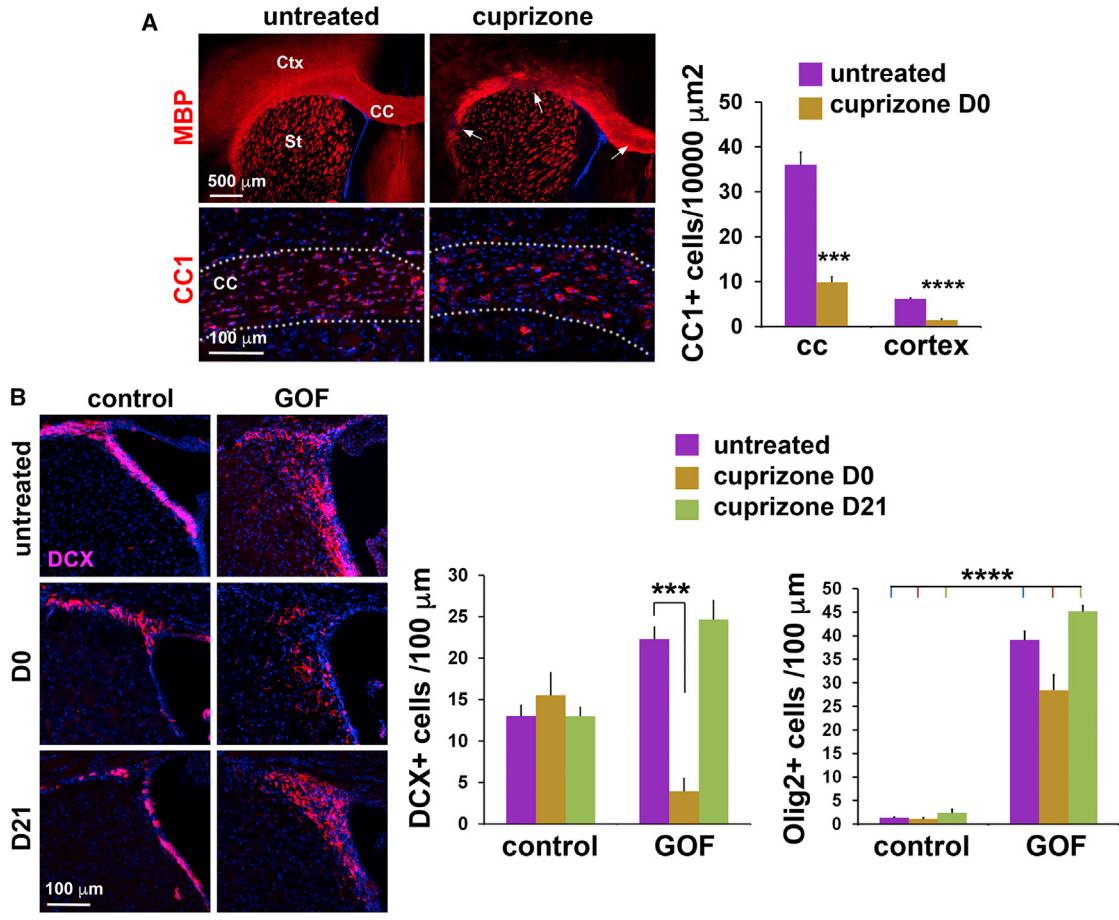 A
untreated
cuprizone
MBP
Ctx
CC
St
500 μm
CC1
CC
100 μm
untreated
cuprizone D0
CC1+ cells/10000 μm2
50
40
30
20
10
0
***
****
cc
cortex
B
control
GOF
untreated
DCX
D0
D21
100 μm
untreated
cuprizone D0
cuprizone D21
DCX+ cells /100 μm
30
25
20
15
10
5
0
***
control
GOF
Olig2+ cells /100 μm
50
45
40
35
30
25
20
15
10
5
0
****
control
GOF